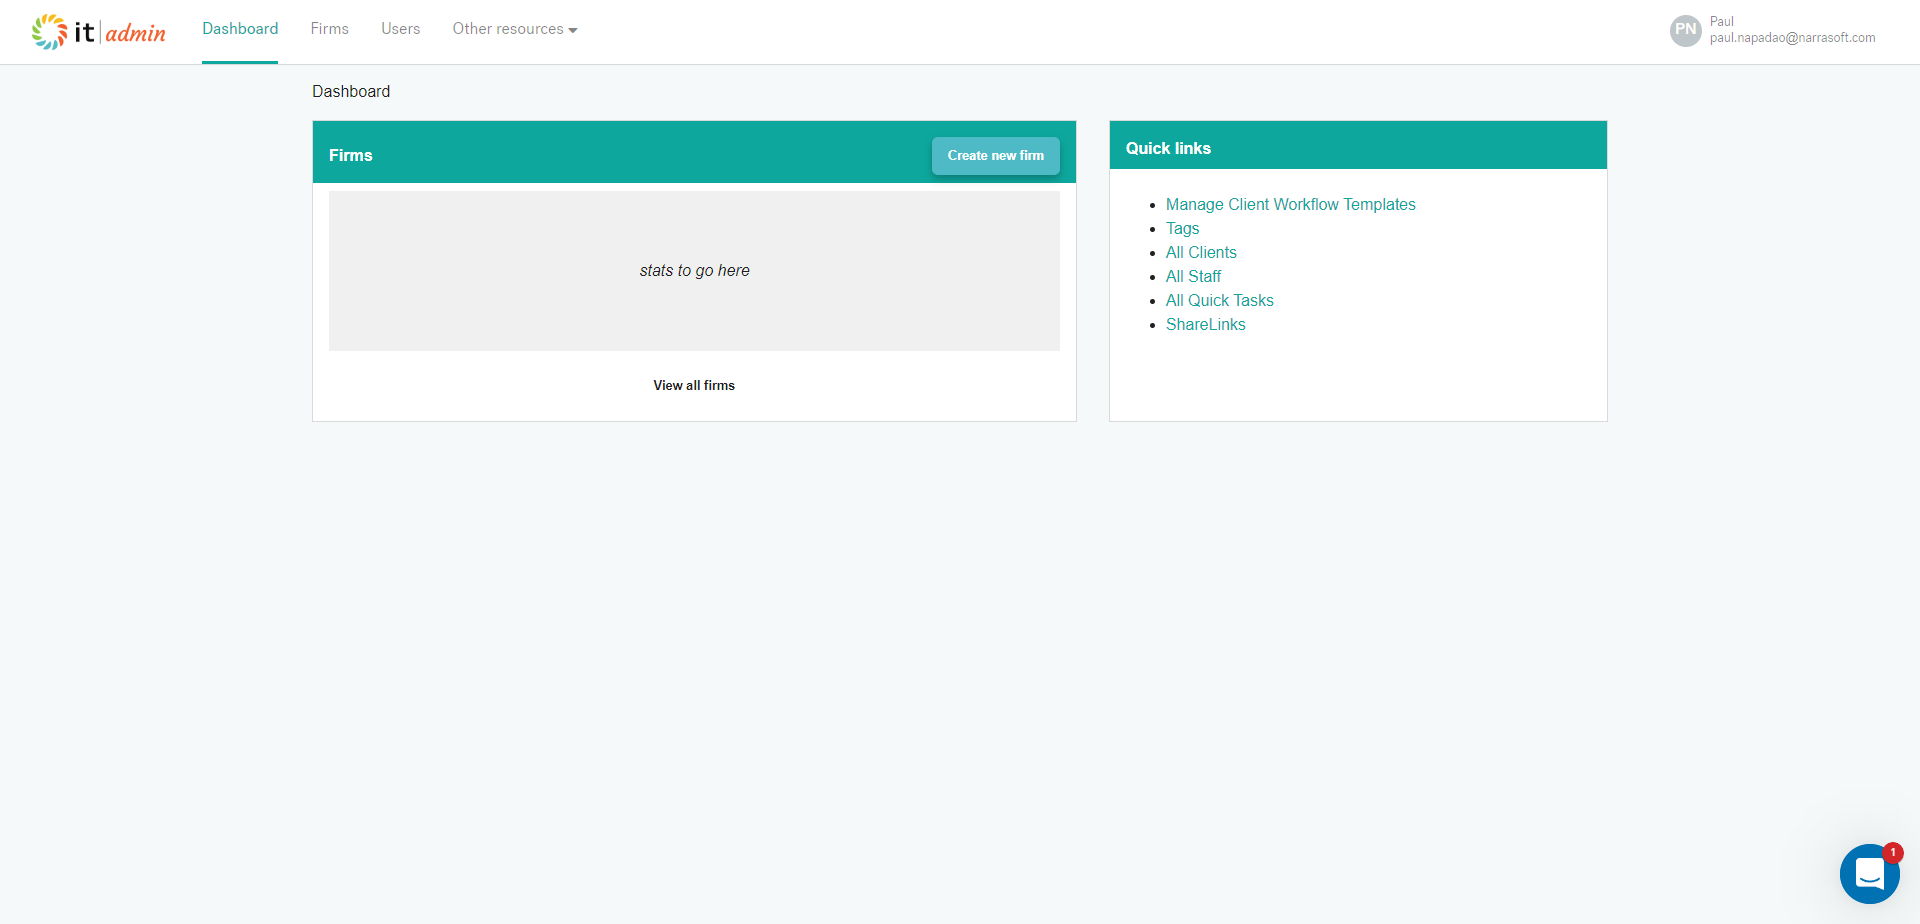 it admin
Dashboard
Firms
Users
Other resources
PN
Paul
paul.napadao@narrasoft.com
Dashboard
Firms
Create new firm
stats to go here
View all firms
Quick links
Manage Client Workflow Templates
Tags
All Clients
All Staff
All Quick Tasks
ShareLinks
1